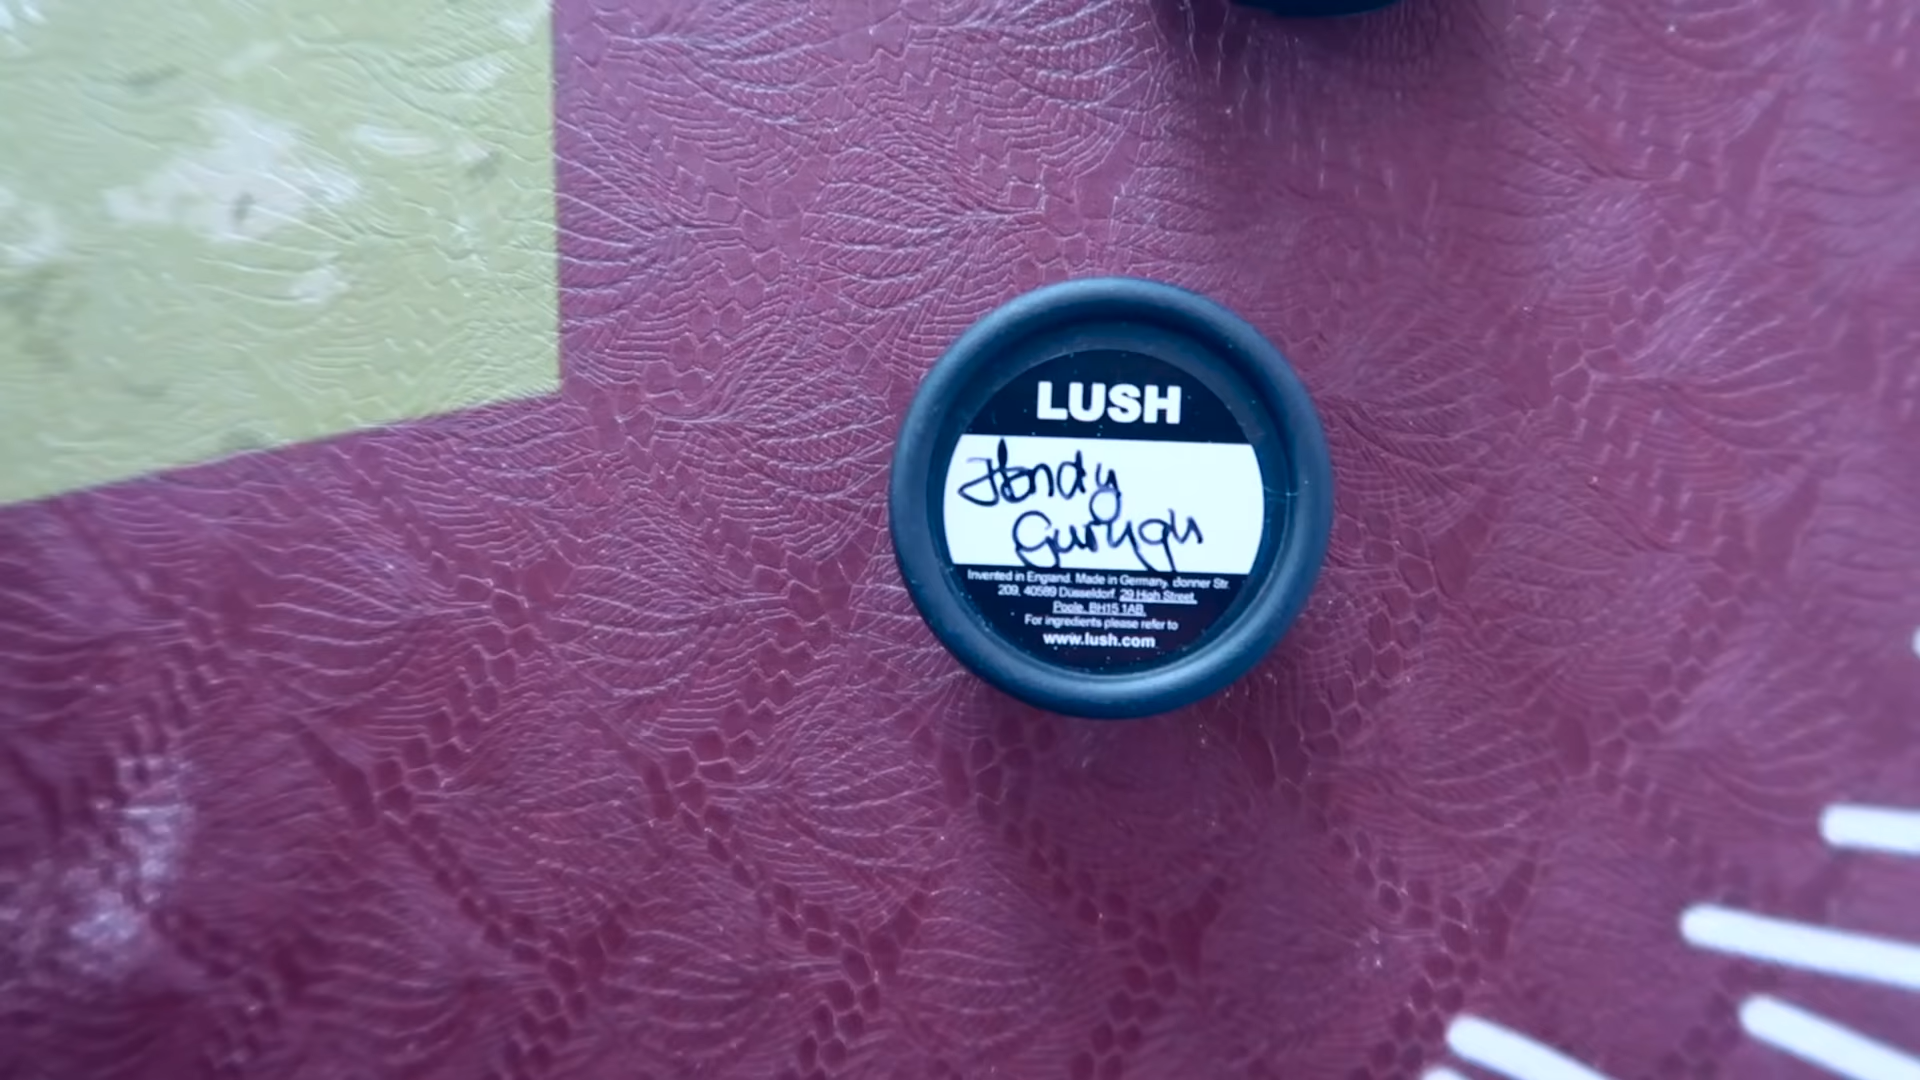 LUSH
Handy
Gurugu
Invented in England. Made in Germany. Bonner Str.
209, 40589 Düsseldorf. 29 High Street,
Poole, BH15 1AB.
For ingredients please refer to
www.lush.com